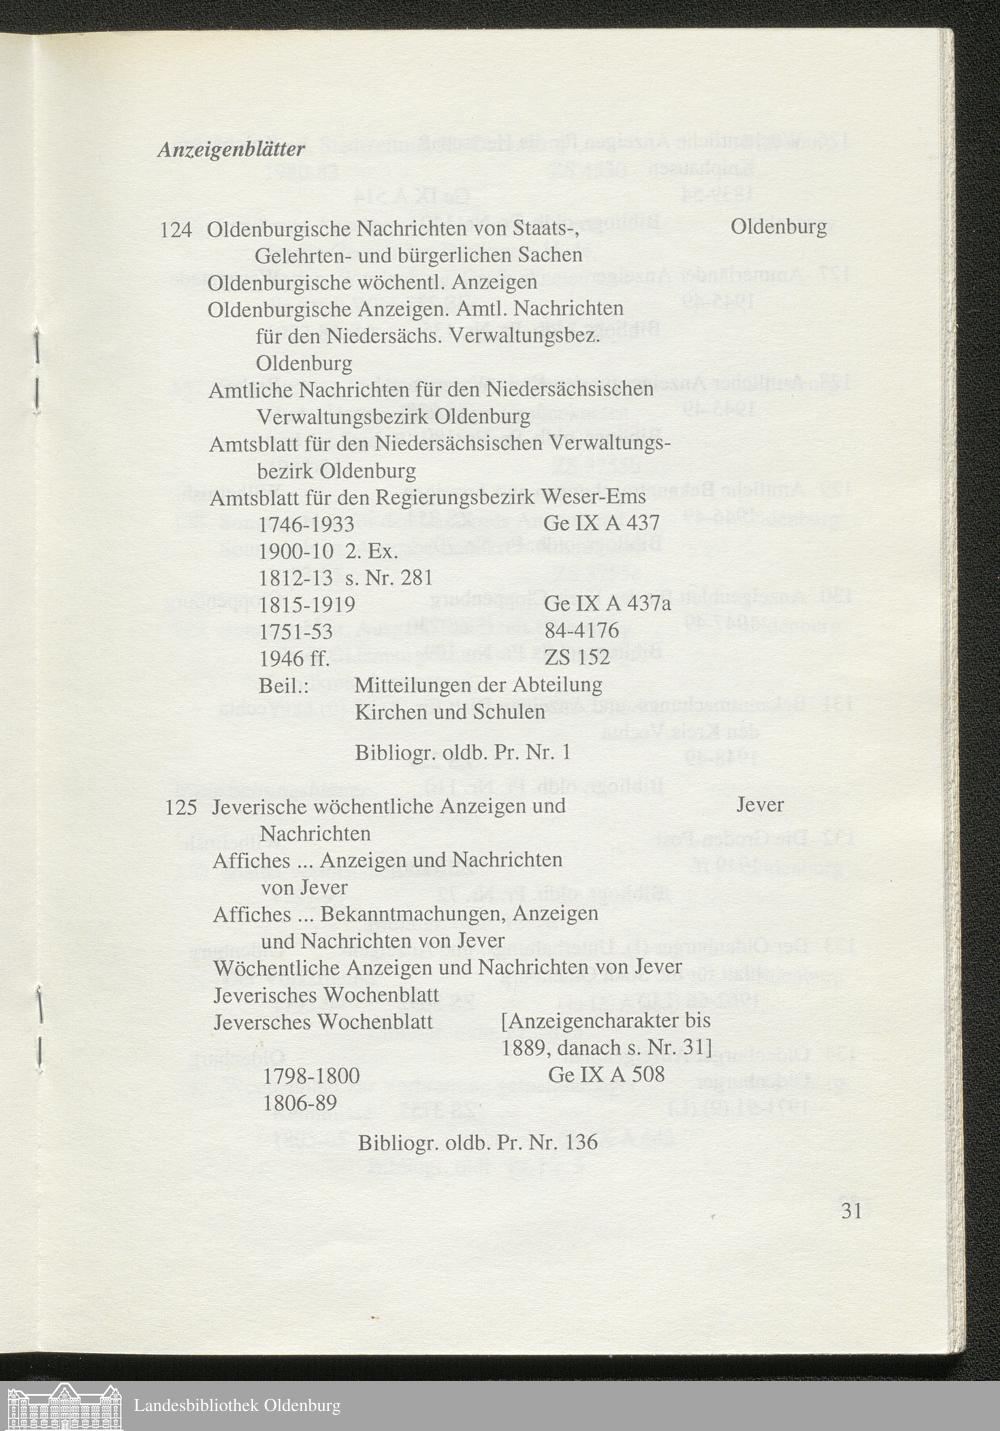 Anzeigenblätter
124 Oldenburgische Nachrichten von Staats-, Oldenburg
Gelehrten- und bürgerlichen Sachen
Oldenburgische wöchentl. Anzeigen
Oldenburgische Anzeigen. Amtl. Nachrichten
für den Niedersächs. Verwaltungsbez.
Oldenburg
Amtliche Nachrichten für den Niedersächsischen
Verwaltungsbezirk Oldenburg
Amtsblatt für den Niedersächsischen Verwaltungs-
bezirk Oldenburg
Amtsblatt für den Regierungsbezirk Weser-Ems
1746-1933 Ge IX A 437
1900-10 2. Ex.
1812-13 s. Nr. 281
1815-1919 Ge IX A 437a
1751-53 84-4176
1946 ff. ZS 152
Beil.: Mitteilungen der Abteilung
Kirchen und Schulen
Bibliogr. oldb. Pr. Nr. 1
125 Jeverische wöchentliche Anzeigen und Jever
Nachrichten
Affiches ... Anzeigen und Nachrichten
von Jever
Affiches ... Bekanntmachungen, Anzeigen
und Nachrichten von Jever
Wöchentliche Anzeigen und Nachrichten von Jever
Jeverisches Wochenblatt
Jeversches Wochenblatt [Anzeigencharakter bis
1889, danach s. Nr. 31]
1798-1800 Ge IX A 508
1806-89
Bibliogr. oldb. Pr. Nr. 136
31
Landesbibliothek Oldenburg